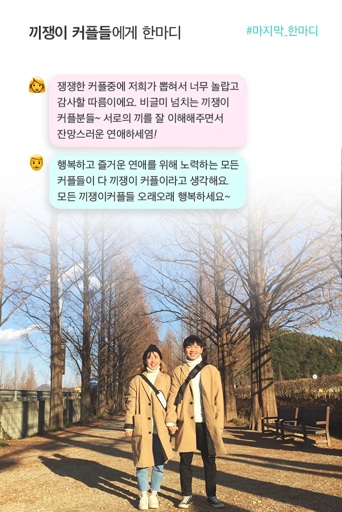 끼쟁이 커플들에게 한마디
#마지막_한마디
쟁쟁한 커플중에 저희가 뽑혀서 너무 놀랍고
감사할 따름이에요. 비글미 넘치는 끼쟁이
커플분들~ 서로의 끼를 잘 이해해주면서
잔망스러운 연애하세염!
행복하고 즐거운 연애를 위해 노력하는 모든
커플들이 다 끼쟁이 커플이라고 생각해요.
모든 끼쟁이커플들 오래오래 행복하세요~